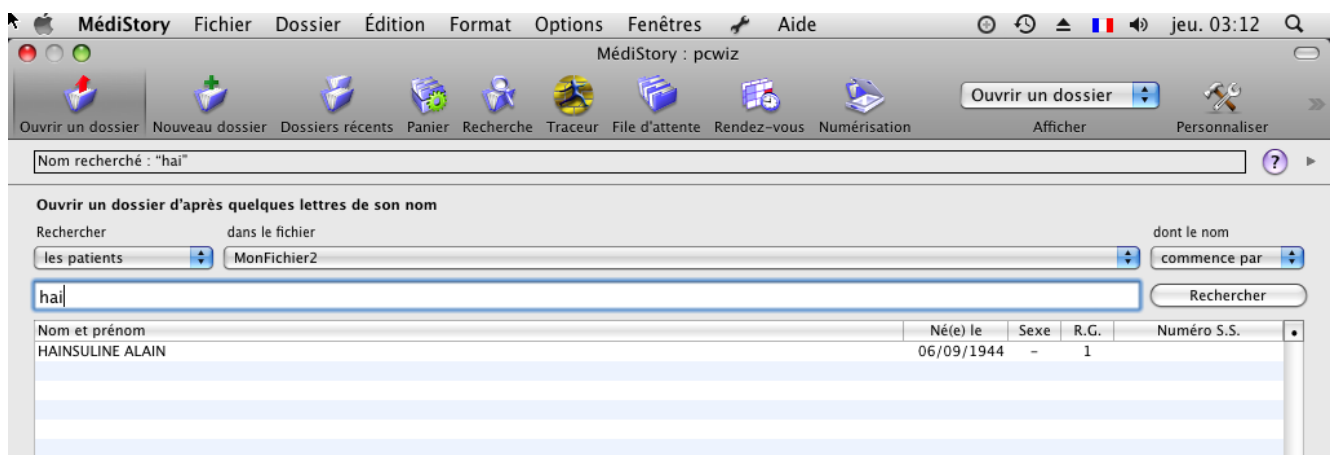 MédiStory Fichier Dossier Édition Format Options Fenêtres Aide jeu. 03:12
MédiStory : pcwiz
Ouvrir un dossier
Ouvrir un dossier Nouveau dossier Dossiers récents Panier Recherche Traceur File d'attente Rendez-vous Numérisation Afficher Personnaliser
Nom recherché : "hai" ?
Ouvrir un dossier d'après quelques lettres de son nom
Rechercher dans le fichier dont le nom
les patients MonFichier2 commence par
hai Rechercher
Nom et prénom Né(e) le Sexe R.G. Numéro S.S.
HAINSULINE ALAIN 06/09/1944 – 1